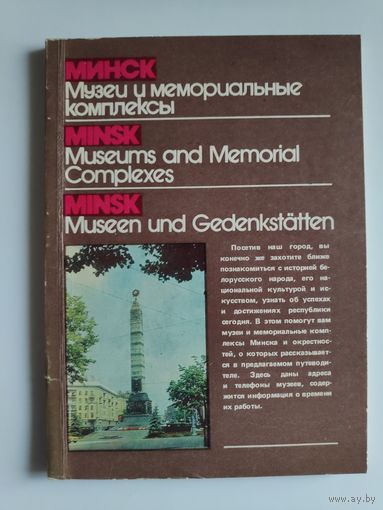 МИНСК
Музеи и мемориальные
комплексы
MINSK
Museums and Memorial
Complexes
MINSK
Museen und Gedenkstätten
Посетив наш город, вы
конечно же захотите ближе
познакомиться с историей бе-
лорусского народа, его на-
циональной культурой и ис-
кусством, узнать об успехах
и достижениях республики
сегодня. В этом помогут вам
музеи и мемориальные комп-
лексы Минска и окрестнос-
тей, о которых рассказывает-
ся в предлагаемом путеводи-
теле. Здесь даны адреса
и телефоны музеев, содер-
жится информация о времени
их работы.
ay.by